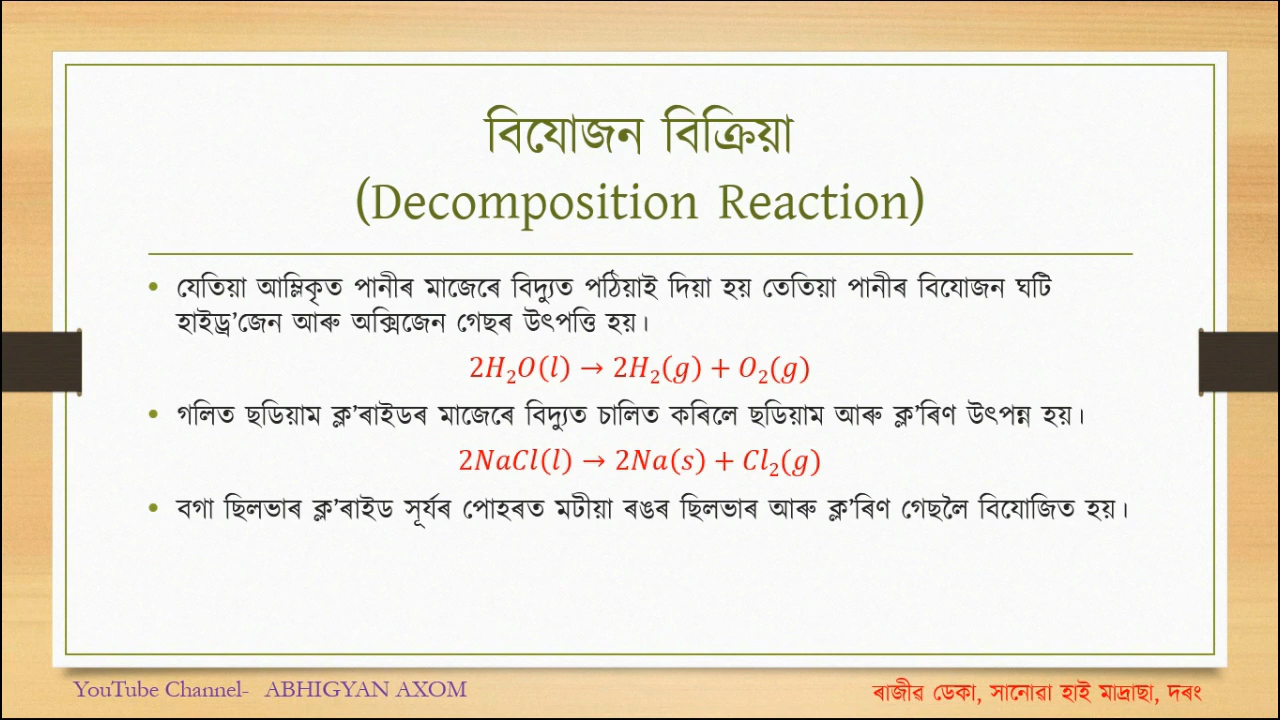 বিযোজন বিক্ৰিয়া
(Decomposition Reaction)
• যেতিয়া আম্লিকৃত পানীৰ মাজেৰে বিদ্যুত পঠিয়াই দিয়া হয় তেতিয়া পানীৰ বিযোজন ঘটি
হাইড্ৰ’জেন আৰু অক্সিজেন গেছৰ উৎপত্তি হয়।
2H₂O(l) → 2H₂(g) + O₂(g)
• গলিত ছডিয়াম ক্ল’ৰাইডৰ মাজেৰে বিদ্যুত চালিত কৰিলে ছডিয়াম আৰু ক্ল’ৰিণ উৎপন্ন হয়।
2NaCl(l) → 2Na(s) + Cl₂(g)
• বগা ছিলভাৰ ক্ল’ৰাইড সূৰ্যৰ পোহৰত মটীয়া ৰঙৰ ছিলভাৰ আৰু ক্ল’ৰিণ গেছলৈ বিযোজিত হয়।
YouTube Channel- ABHIGYAN AXOM
ৰাজীৱ ডেকা, সানোৱা হাই মাদ্ৰাছা, দৰং